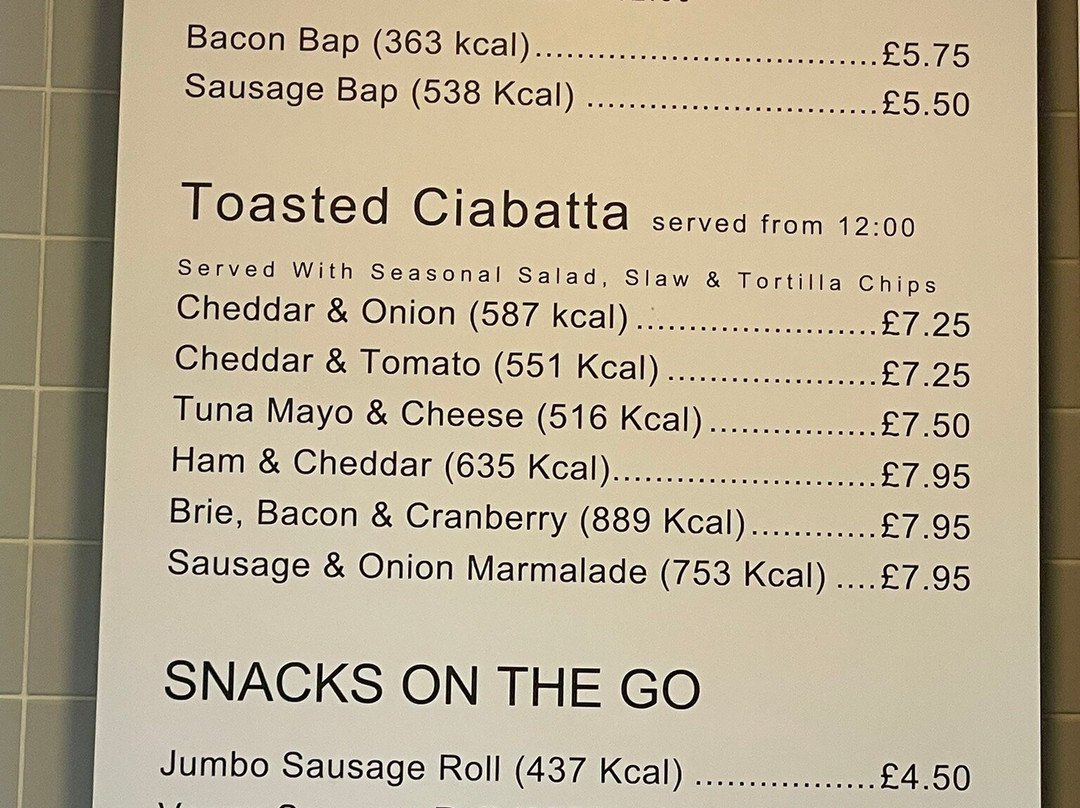 Bacon Bap (363 kcal)..................................£5.75
Sausage Bap (538 Kcal) ............................£5.50
Toasted Ciabatta served from 12:00
Served With Seasonal Salad, Slaw & Tortilla Chips
Cheddar & Onion (587 kcal) .......................£7.25
Cheddar & Tomato (551 Kcal) ....................£7.25
Tuna Mayo & Cheese (516 Kcal) ................£7.50
Ham & Cheddar (635 Kcal)..........................£7.95
Brie, Bacon & Cranberry (889 Kcal)............£7.95
Sausage & Onion Marmalade (753 Kcal) ....£7.95
SNACKS ON THE GO
Jumbo Sausage Roll (437 Kcal) .................£4.50